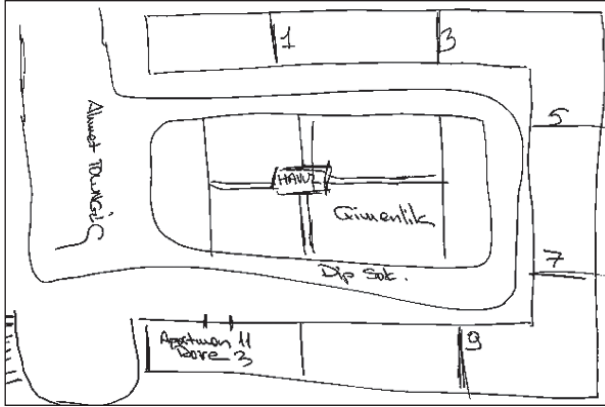 1
3
5
HAVUZ
Çimenlik
7
Dip Sok.
Apartman 11
Daire 3
9
Ahmet